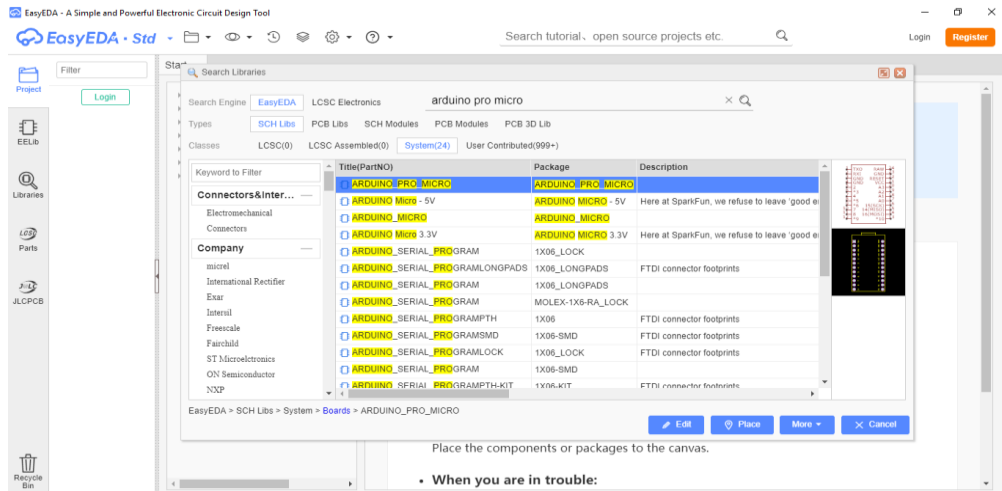 EasyEDA - A Simple and Powerful Electronic Circuit Design Tool
EasyEDA · Std
Search tutorial、open source projects etc.
Login
Register
Project
EELib
Libraries
Parts
JLCPCB
Recycle
Bin
Filter
Login
Start
Search Libraries
Search Engine EasyEDA LCSC Electronics arduino pro micro
Types SCH Libs PCB Libs SCH Modules PCB Modules PCB 3D Lib
Classes LCSC(0) LCSC Assembled(0) System(24) User Contributed(999+)
Keyword to Filter
Connectors&Inter...
Electromechanical
Connectors
Company
micrel
International Rectifier
Exar
Intersil
Freescale
Fairchild
ST Microelctronics
ON Semiconductor
NXP
Title(PartNO) Package Description
ARDUINO_PRO_MICRO ARDUINO_PRO_MICRO
ARDUINO Micro - 5V ARDUINO MICRO - 5V Here at SparkFun, we refuse to leave 'good e
ARDUINO_MICRO ARDUINO_MICRO
ARDUINO Micro 3.3V ARDUINO MICRO 3.3V Here at SparkFun, we refuse to leave 'good e
ARDUINO_SERIAL_PROGRAM 1X06_LOCK
ARDUINO_SERIAL_PROGRAMLONGPADS 1X06_LONGPADS FTDI connector footprints
ARDUINO_SERIAL_PROGRAM 1X06_LONGPADS
ARDUINO_SERIAL_PROGRAM MOLEX-1X6-RA_LOCK
ARDUINO_SERIAL_PROGRAMPTH 1X06 FTDI connector footprints
ARDUINO_SERIAL_PROGRAMSMD 1X06-SMD FTDI connector footprints
ARDUINO_SERIAL_PROGRAMLOCK 1X06_LOCK FTDI connector footprints
ARDUINO_SERIAL_PROGRAM 1X06-SMD
ARDUINO_SERIAL_PROGRAMPTH-KIT 1X06-KIT FTDI connector footprints
EasyEDA > SCH Libs > System > Boards > ARDUINO_PRO_MICRO
Edit Place More Cancel
Place the components or packages to the canvas.
• When you are in trouble: